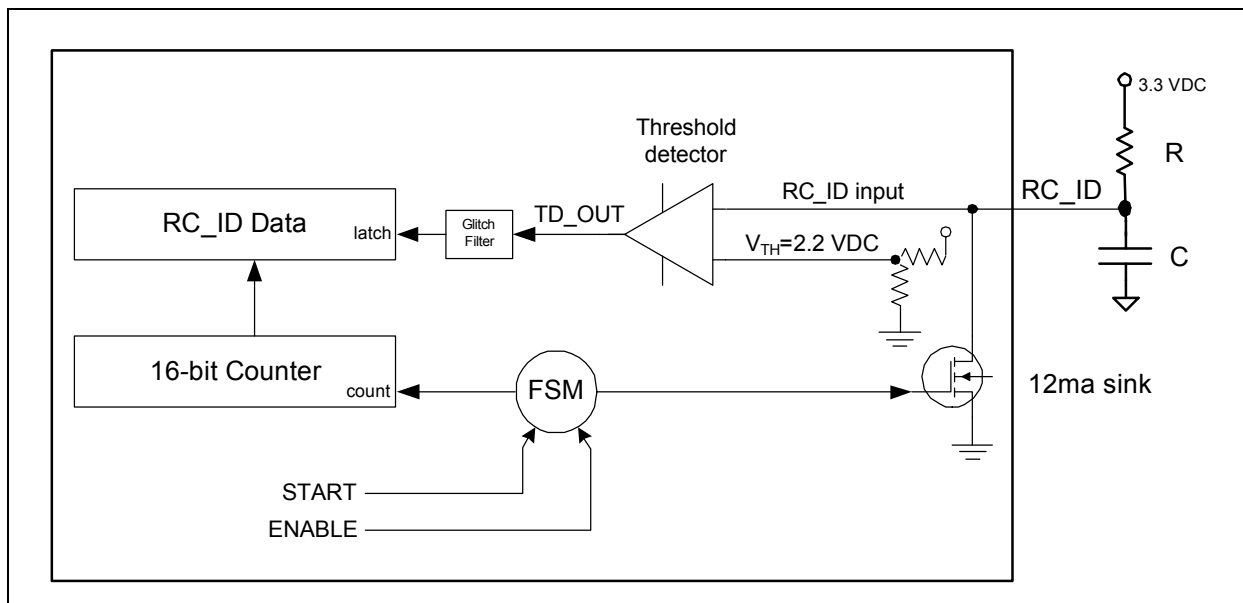 3.3 VDC
Threshold
detector
R
RC_ID input
RC_ID
RC_ID Data
latch
Glitch
Filter
TD_OUT
VTH=2.2 VDC
C
16-bit Counter
count
FSM
12ma sink
START
ENABLE